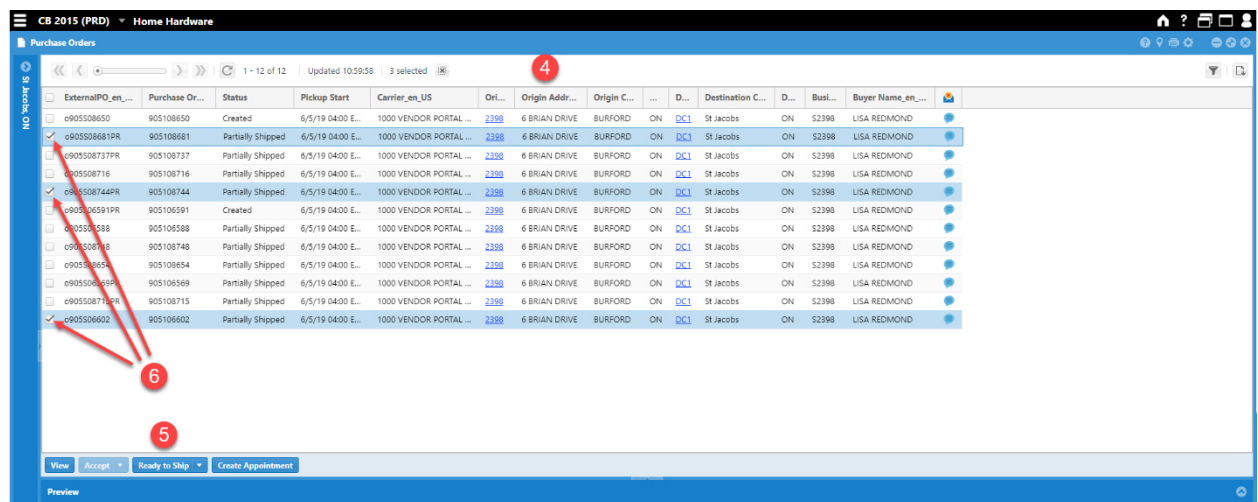 CB 2015 (PRD) Home Hardware ?
Purchase Orders
St Jacobs, ON
1 - 12 of 12 Updated 10:59:58 3 selected 4
ExternalPO_en_... Purchase Or... Status Pickup Start Carrier_en_US Ori... Origin Addr... Origin C... ... D... Destination C... D... Busi... Buyer Name_en_...
o905S08650 905108650 Created 6/5/19 04:00 E... 1000 VENDOR PORTAL ... 2398 6 BRIAN DRIVE BURFORD ON DC1 St Jacobs ON S2398 LISA REDMOND
o905S08681PR 905108681 Partially Shipped 6/5/19 04:00 E... 1000 VENDOR PORTAL ... 2398 6 BRIAN DRIVE BURFORD ON DC1 St Jacobs ON S2398 LISA REDMOND
o905S08737PR 905108737 Partially Shipped 6/5/19 04:00 E... 1000 VENDOR PORTAL ... 2398 6 BRIAN DRIVE BURFORD ON DC1 St Jacobs ON S2398 LISA REDMOND
o905S08716 905108716 Partially Shipped 6/5/19 04:00 E... 1000 VENDOR PORTAL ... 2398 6 BRIAN DRIVE BURFORD ON DC1 St Jacobs ON S2398 LISA REDMOND
o905S08744PR 905108744 Partially Shipped 6/5/19 04:00 E... 1000 VENDOR PORTAL ... 2398 6 BRIAN DRIVE BURFORD ON DC1 St Jacobs ON S2398 LISA REDMOND
905106591 Created 6/5/19 04:00 E... 1000 VENDOR PORTAL ... 2398 6 BRIAN DRIVE BURFORD ON DC1 St Jacobs ON S2398 LISA REDMOND
905106588 Partially Shipped 6/5/19 04:00 E... 1000 VENDOR PORTAL ... 2398 6 BRIAN DRIVE BURFORD ON DC1 St Jacobs ON S2398 LISA REDMOND
905108748 Partially Shipped 6/5/19 04:00 E... 1000 VENDOR PORTAL ... 2398 6 BRIAN DRIVE BURFORD ON DC1 St Jacobs ON S2398 LISA REDMOND
905108654 Partially Shipped 6/5/19 04:00 E... 1000 VENDOR PORTAL ... 2398 6 BRIAN DRIVE BURFORD ON DC1 St Jacobs ON S2398 LISA REDMOND
905106569 Partially Shipped 6/5/19 04:00 E... 1000 VENDOR PORTAL ... 2398 6 BRIAN DRIVE BURFORD ON DC1 St Jacobs ON S2398 LISA REDMOND
905108715 Partially Shipped 6/5/19 04:00 E... 1000 VENDOR PORTAL ... 2398 6 BRIAN DRIVE BURFORD ON DC1 St Jacobs ON S2398 LISA REDMOND
o905S06602 905106602 Partially Shipped 6/5/19 04:00 E... 1000 VENDOR PORTAL ... 2398 6 BRIAN DRIVE BURFORD ON DC1 St Jacobs ON S2398 LISA REDMOND
6
5
View Accept Ready to Ship Create Appointment
Preview